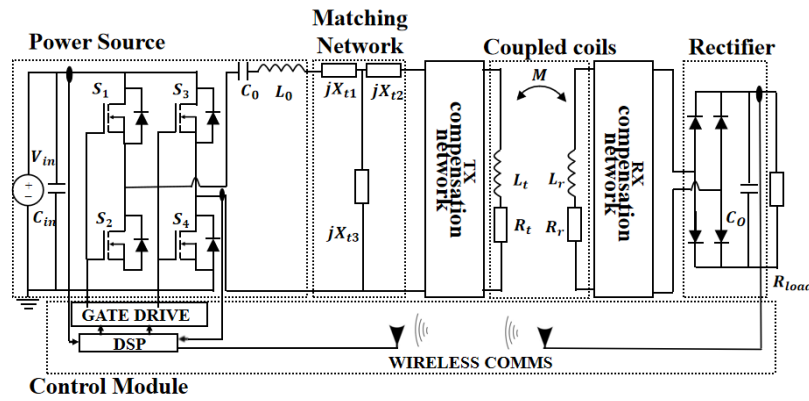 Power Source
Matching
Network
Coupled coils
Rectifier
S1
S3
C0
L0
jXt1
jXt2
M
Vin
Cin
S2
S4
jXt3
TX
compensation
network
Lt
Rt
Lr
Rr
RX
compensation
network
CO
Rload
GATE DRIVE
DSP
WIRELESS COMMS
Control Module